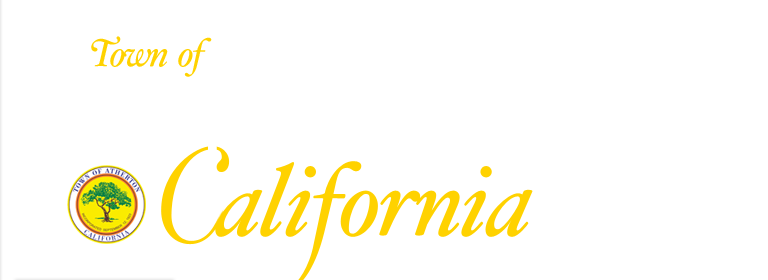 Town of
TOWN OF ATHERTON
CALIFORNIA
California